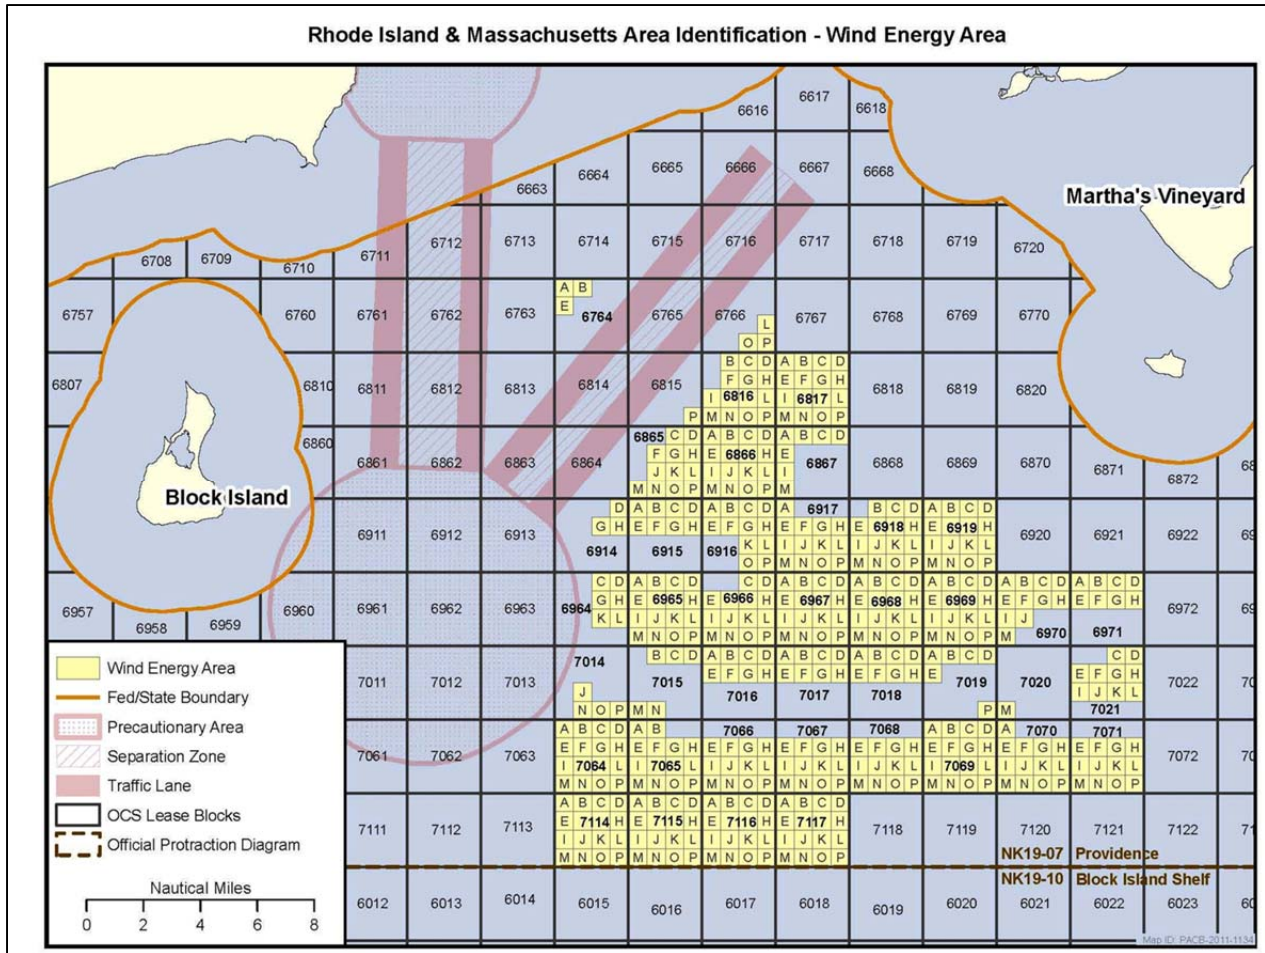 Rhode Island & Massachusetts Area Identification - Wind Energy Area
6616 6617 6618
6663 6664 6665 6666 6667 6668
Martha's Vineyard
6708 6709 6710 6711 6712 6713 6714 6715 6716 6717 6718 6719 6720
A B
E
6757 6760 6761 6762 6763 6764 6765 6766 6767 6768 6769 6770
L
O P
B C D A B C D
F G H E F G H
6807 6810 6811 6812 6813 6814 6815 I 6816 L I 6817 L 6818 6819 6820
P M N O P M N O P
6865 C D A B C D A B C D
F G H E 6866 H E
6860 6861 6862 6863 6864 J K L I J K L I 6867 6868 6869 6870 6871 6872
M N O P M N O P M
Block Island
D A B C D A B C D A 6917 B C D A B C D
G H E F G H E F G H E F G H E 6918 H E 6919 H
6911 6912 6913 6914 6915 6916 K L I J K L I J K L I J K L 6920 6921 6922
O P M N O P M N O P M N O P
C D A B C D C D A B C D A B C D A B C D A B C D A B C D
G H E 6965 H E 6966 H E 6967 H E 6968 H E 6969 H E F G H E F G H
6957 6958 6959 6960 6961 6962 6963 6964 K L I J K L I J K L I J K L I J K L I J K L I J 6972
M N O P M N O P M N O P M N O P M N O P M 6970 6971
7014 B C D A B C D A B C D A B C D A B C D C D
E F G H E F G H E F G H E E F G H
7011 7012 7013 J 7015 7016 7017 7018 7019 7020 I J K L 7022
N O P M N P M 7021
A B C D A B 7066 7067 7068 A B C D A 7070 7071
E F G H E F G H E F G H E F G H E F G H E F G H E F G H E F G H
7061 7062 7063 I 7064 L I 7065 L I J K L I J K L I J K L I 7069 L I J K L I J K L 7072
M N O P M N O P M N O P M N O P M N O P M N O P M N O P M N O P
A B C D A B C D A B C D A B C D
7111 7112 7113 E 7114 H E 7115 H E 7116 H E 7117 H 7118 7119 7120 7121 7122
I J K L I J K L I J K L I J K L
M N O P M N O P M N O P M N O P
NK19-07 Providence
NK19-10 Block Island Shelf
6012 6013 6014 6015 6016 6017 6018 6019 6020 6021 6022 6023
Wind Energy Area
Fed/State Boundary
Precautionary Area
Separation Zone
Traffic Lane
OCS Lease Blocks
Official Protraction Diagram
Nautical Miles
0 2 4 6 8
Map ID: PACB-2011-1134